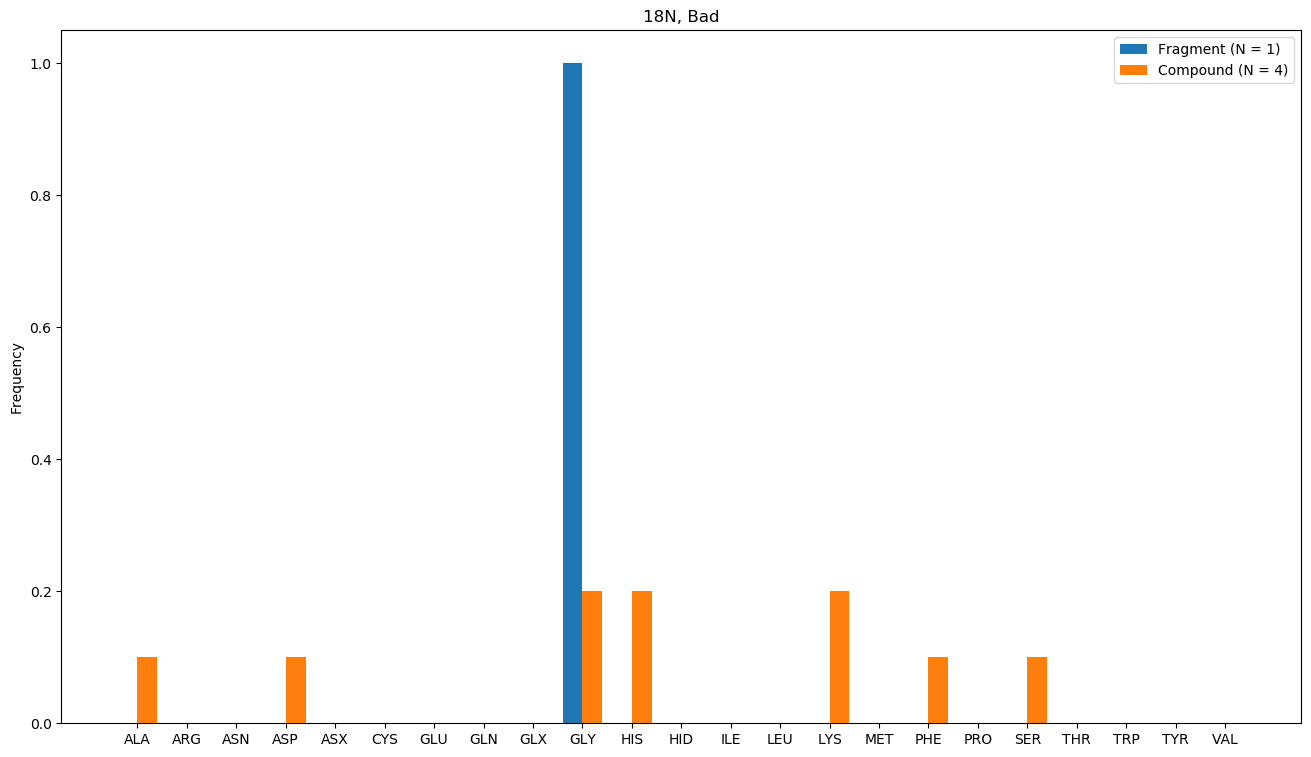 18N, Bad
Fragment (N = 1)
Compound (N = 4)
Frequency
1.0
0.8
0.6
0.4
0.2
0.0
ALA ARG ASN ASP ASX CYS GLU GLN GLX GLY HIS HID ILE LEU LYS MET PHE PRO SER THR TRP TYR VAL